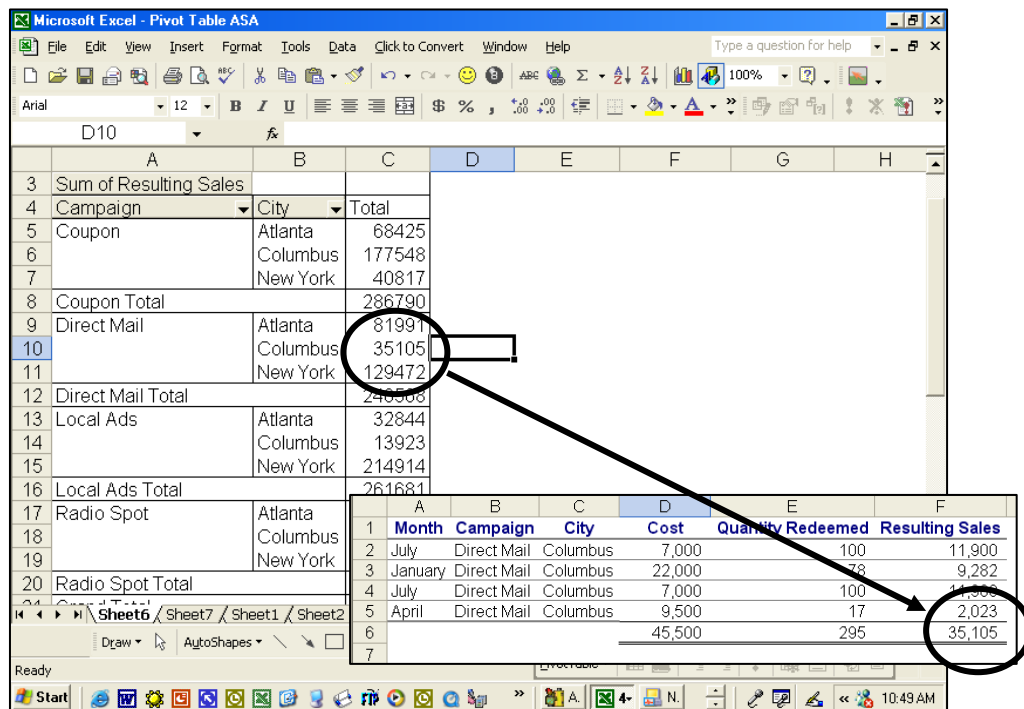 Microsoft Excel - Pivot Table ASA
File Edit View Insert Format Tools Data Click to Convert Window Help Type a question for help
100%
Arial 12 B I U $ % ,
D10 fx
A B C D E F G H
3 Sum of Resulting Sales
4 Campaign City Total
5 Coupon Atlanta 68425
6 Columbus 177548
7 New York 40817
8 Coupon Total 286790
9 Direct Mail Atlanta 81991
10 Columbus 35105
11 New York 129472
12 Direct Mail Total
13 Local Ads Atlanta 32844
14 Columbus 13923
15 New York 214914
16 Local Ads Total 261681
17 Radio Spot Atlanta
18 Columbus
19 New York
20 Radio Spot Total
21 Grand Total
A B C D E F
1 Month Campaign City Cost Quantity Redeemed Resulting Sales
2 July Direct Mail Columbus 7,000 100 11,900
3 January Direct Mail Columbus 22,000 78 9,282
4 July Direct Mail Columbus 7,000 100 11,900
5 April Direct Mail Columbus 9,500 17 2,023
6 45,500 295 35,105
7
Sheet6 Sheet7 Sheet1 Sheet2
Draw AutoShapes
Ready
Start A. 4 N. 10:49 AM